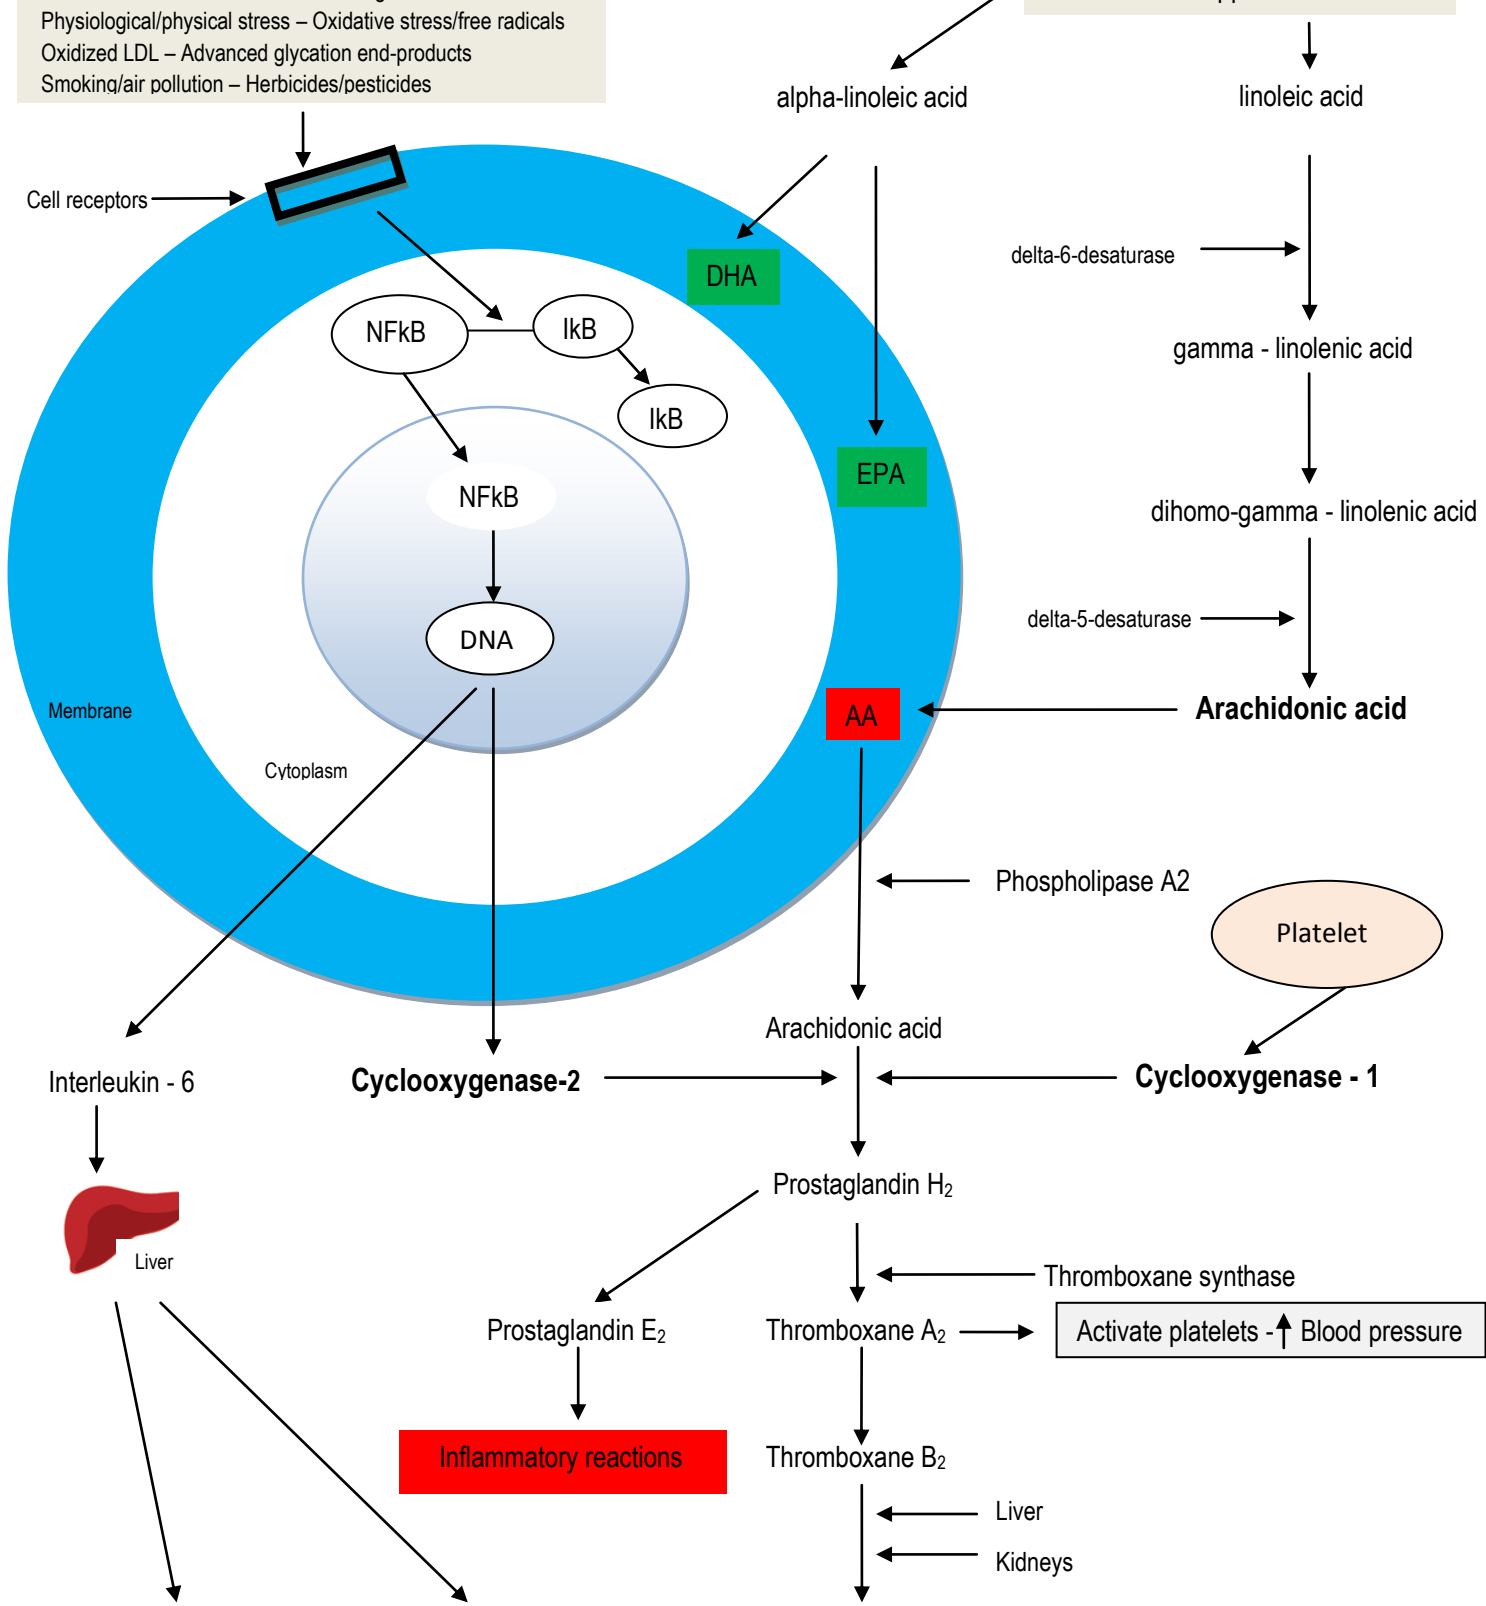 Physiological/physical stress – Oxidative stress/free radicals
Oxidized LDL – Advanced glycation end-products
Smoking/air pollution – Herbicides/pesticides
alpha-linoleic acid
linoleic acid
Cell receptors
delta-6-desaturase
DHA
NFkB
IkB
gamma - linolenic acid
IkB
EPA
NFkB
dihomo-gamma - linolenic acid
delta-5-desaturase
DNA
Membrane
AA
Arachidonic acid
Cytoplasm
Phospholipase A2
Platelet
Arachidonic acid
Interleukin - 6
Cyclooxygenase-2
Cyclooxygenase - 1
Prostaglandin H₂
Liver
Thromboxane synthase
Prostaglandin E₂
Thromboxane A₂
Activate platelets - ↑ Blood pressure
Inflammatory reactions
Thromboxane B₂
Liver
Kidneys